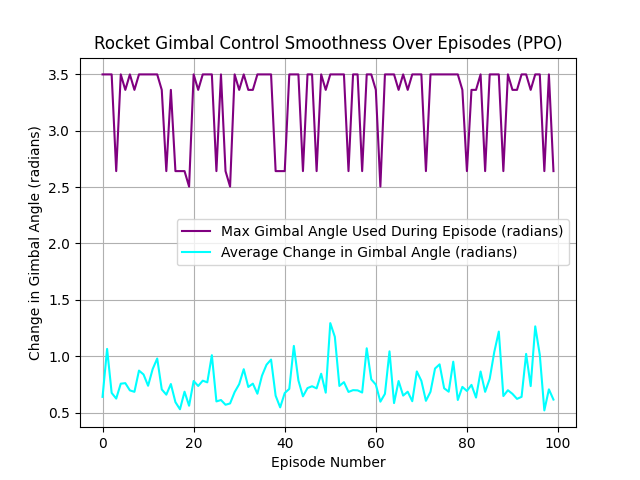 Rocket Gimbal Control Smoothness Over Episodes (PPO)
Change in Gimbal Angle (radians)
3.5
3.0
2.5
2.0
1.5
1.0
0.5
Max Gimbal Angle Used During Episode (radians)
Average Change in Gimbal Angle (radians)
0 20 40 60 80 100
Episode Number